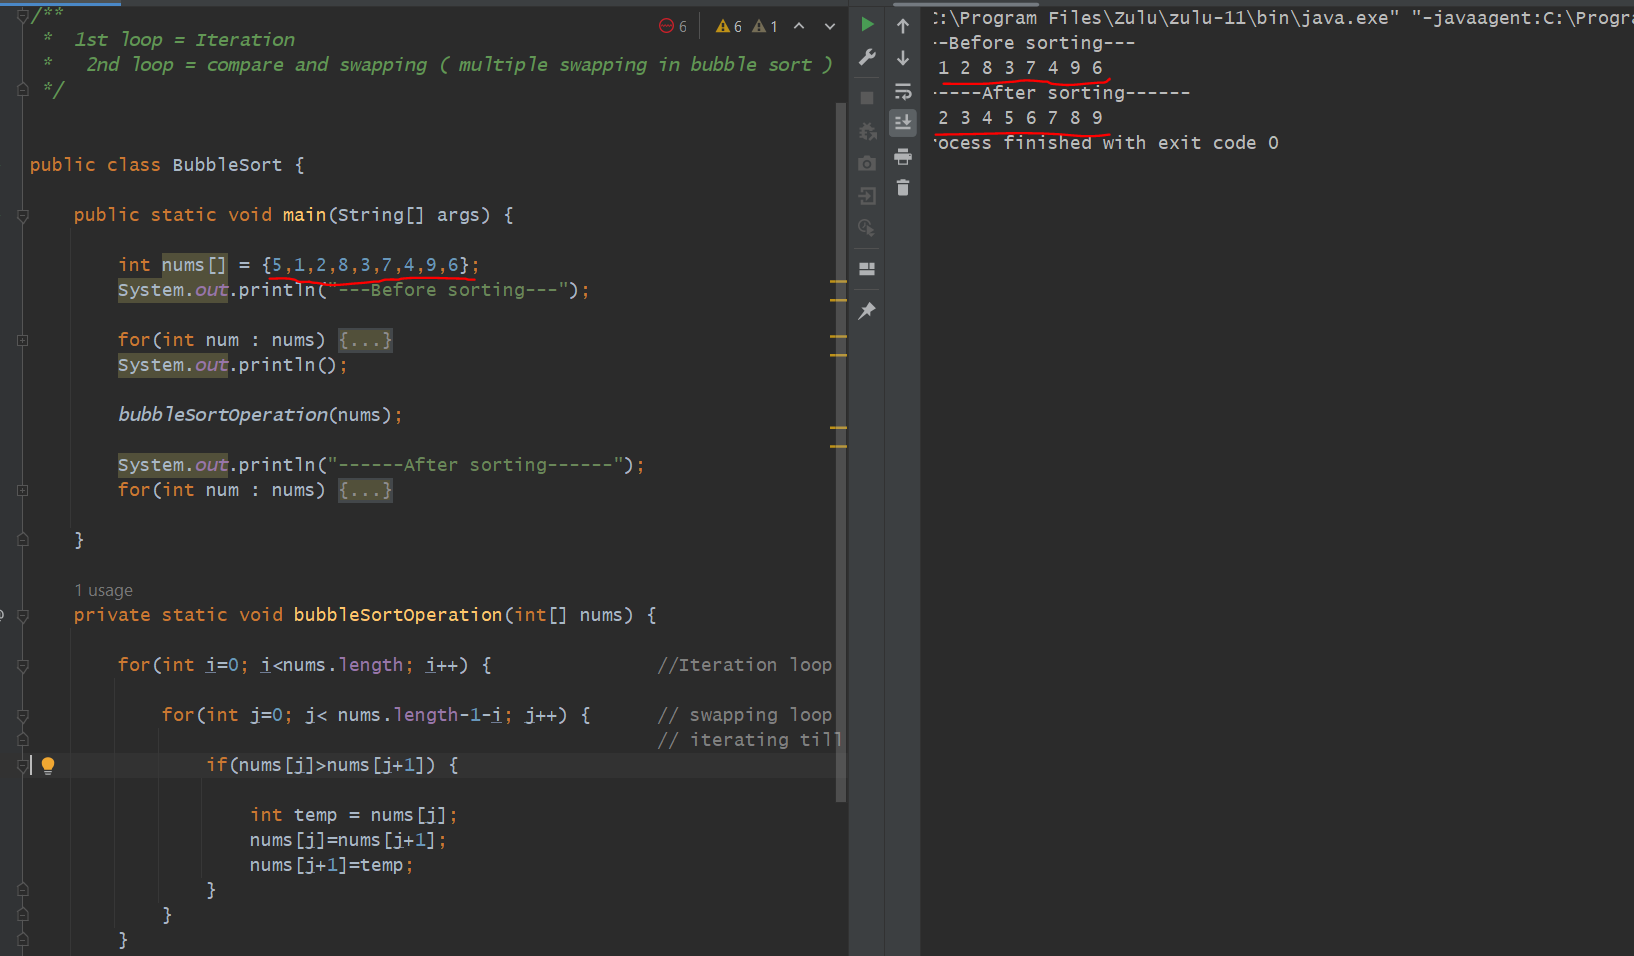 /**
* 1st loop = Iteration
* 2nd loop = compare and swapping ( multiple swapping in bubble sort )
*/
6 6 1
public class BubbleSort {
public static void main(String[] args) {
int nums[] = {5,1,2,8,3,7,4,9,6};
System.out.println("---Before sorting---");
for(int num : nums) {...}
System.out.println();
bubbleSortOperation(nums);
System.out.println("------After sorting------");
for(int num : nums) {...}
}
1 usage
private static void bubbleSortOperation(int[] nums) {
for(int i=0; i<nums.length; i++) { //Iteration loop
for(int j=0; j< nums.length-1-i; j++) { // swapping loop
// iterating till
if(nums[j]>nums[j+1]) {
int temp = nums[j];
nums[j]=nums[j+1];
nums[j+1]=temp;
}
}
}
C:\Program Files\Zulu\zulu-11\bin\java.exe" "-javaagent:C:\Progra
--Before sorting---
1 2 8 3 7 4 9 6
-----After sorting------
2 3 4 5 6 7 8 9
rocess finished with exit code 0